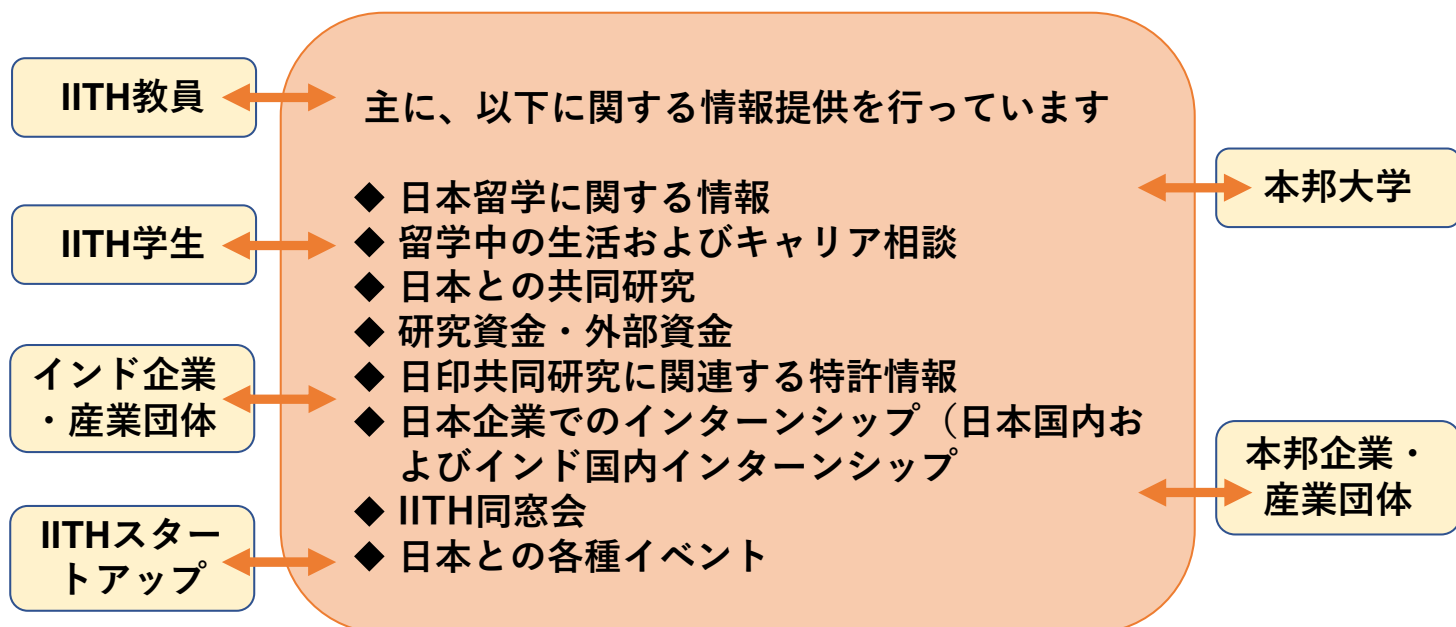 IITH教員
IITH学生
インド企業
・産業団体
IITHスター
トアップ
主に、以下に関する情報提供を行っています
◆ 日本留学に関する情報
◆ 留学中の生活およびキャリア相談
◆ 日本との共同研究
◆ 研究資金・外部資金
◆ 日印共同研究に関連する特許情報
◆ 日本企業でのインターンシップ（日本国内お
よびインド国内インターンシップ
◆ IITH同窓会
◆ 日本との各種イベント
本邦大学
本邦企業・
産業団体